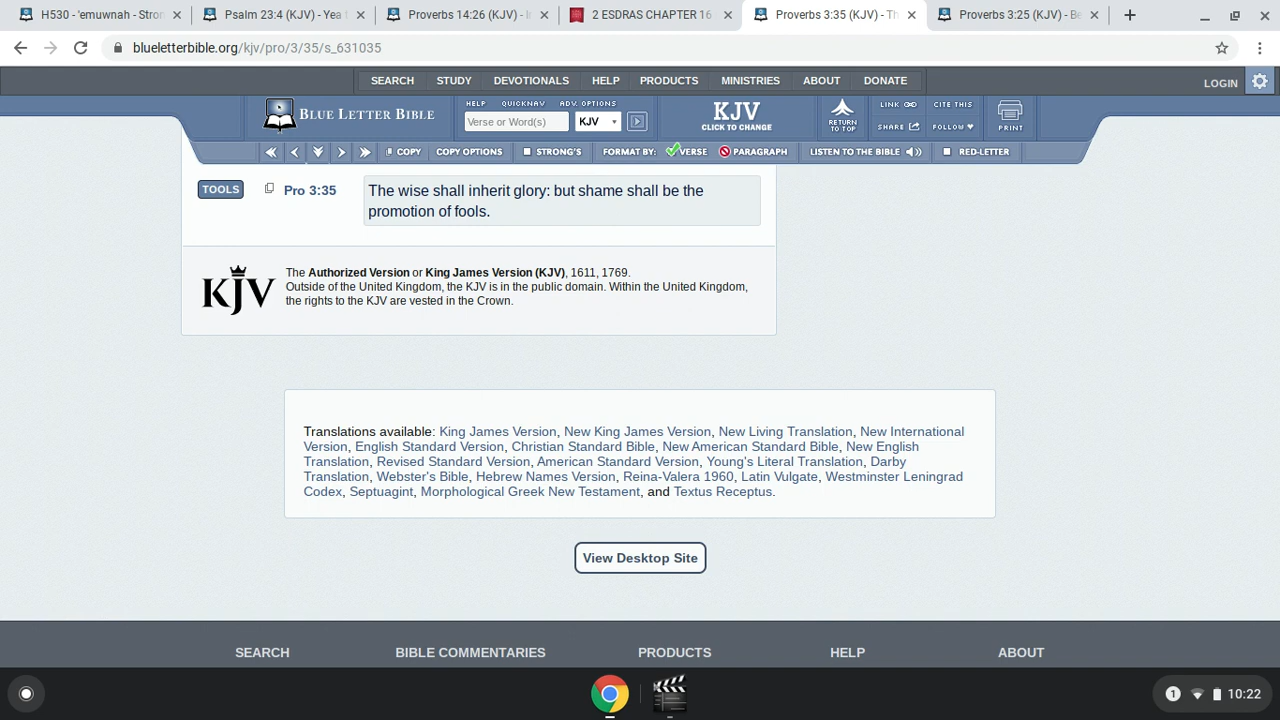 H530 - 'emuwnah - Stron
Psalm 23:4 (KJV) - Yea t
Proverbs 14:26 (KJV) - I
2 ESDRAS CHAPTER 16
Proverbs 3:35 (KJV) - Th
Proverbs 3:25 (KJV) - Be
blueletterbible.org/kjv/pro/3/35/s_631035
SEARCH STUDY DEVOTIONALS HELP PRODUCTS MINISTRIES ABOUT DONATE
LOGIN
BLUE LETTER BIBLE
HELP QUICKNAV ADV. OPTIONS
Verse or Word(s) KJV
KJV
CLICK TO CHANGE
RETURN
TO TOP
LINK CITE THIS
SHARE FOLLOW
PRINT
COPY COPY OPTIONS STRONG'S FORMAT BY: VERSE PARAGRAPH LISTEN TO THE BIBLE RED-LETTER
TOOLS Pro 3:35
The wise shall inherit glory: but shame shall be the
promotion of fools.
KJV
The Authorized Version or King James Version (KJV), 1611, 1769.
Outside of the United Kingdom, the KJV is in the public domain. Within the United Kingdom,
the rights to the KJV are vested in the Crown.
Translations available: King James Version, New King James Version, New Living Translation, New International
Version, English Standard Version, Christian Standard Bible, New American Standard Bible, New English
Translation, Revised Standard Version, American Standard Version, Young's Literal Translation, Darby
Translation, Webster's Bible, Hebrew Names Version, Reina-Valera 1960, Latin Vulgate, Westminster Leningrad
Codex, Septuagint, Morphological Greek New Testament, and Textus Receptus.
View Desktop Site
SEARCH BIBLE COMMENTARIES PRODUCTS HELP ABOUT
1 10:22